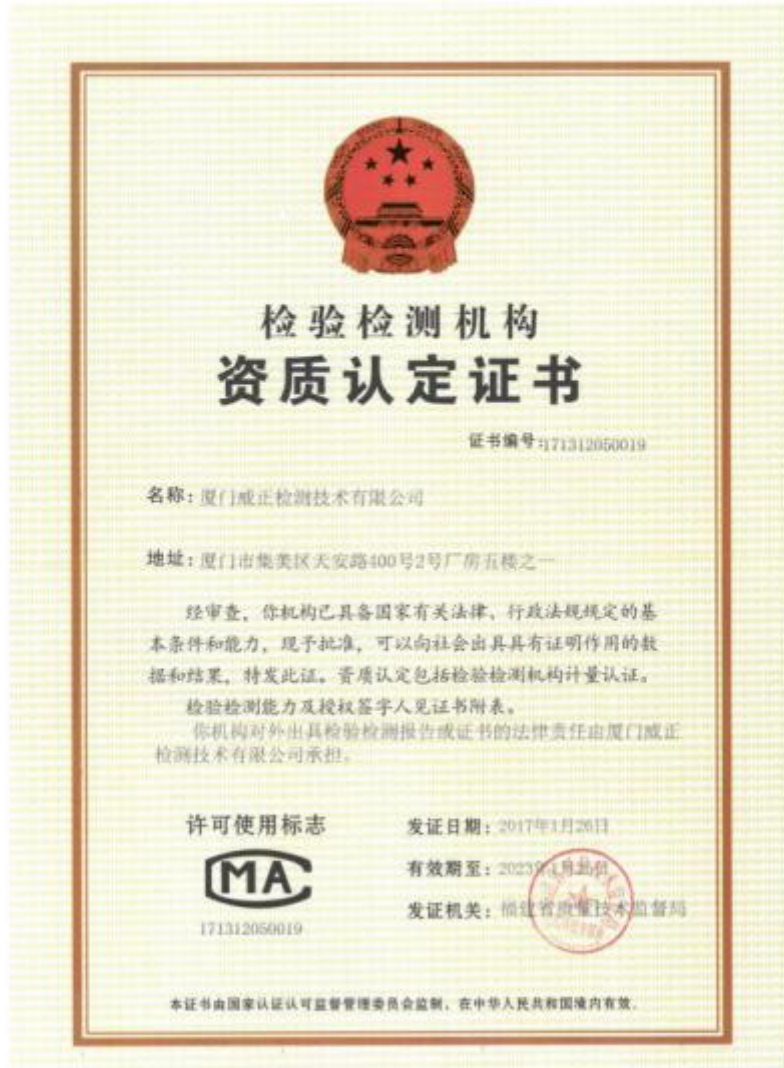 检验检测机构
资质认定证书
证书编号:171312050019
名称:厦门威正检测技术有限公司
地址:厦门市集美区天安路400号2号厂房五楼之一
经审查,你机构已具备国家有关法律、行政法规规定的基
本条件和能力,现予批准,可以向社会出具具有证明作用的数
据和结果,特发此证。资质认定包括检验检测机构计量认证。
检验检测能力及授权签字人见证书附表。
你机构对外出具检验检测报告或证书的法律责任由厦门威正
检测技术有限公司承担。
许可使用标志
MA
171312050019
发证日期:2017年1月26日
有效期至:2023年1月25日
发证机关:福建省质量技术监督局
本证书由国家认证认可监督管理委员会监制,在中华人民共和国境内有效.